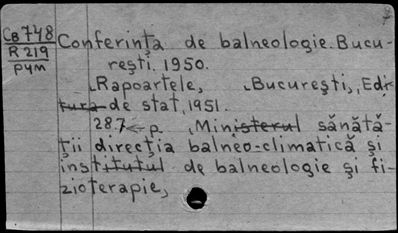 Св 748
R 219
рум
Conferința de balneologie. Bucu-
rești. 1950.
Rapoartele, București, Edi-
tura de stat, 1951.
287 p. Ministerul sănătă-
ții direcția balneo-climatică și
institutul de balneologie și fi-
zioterapie,